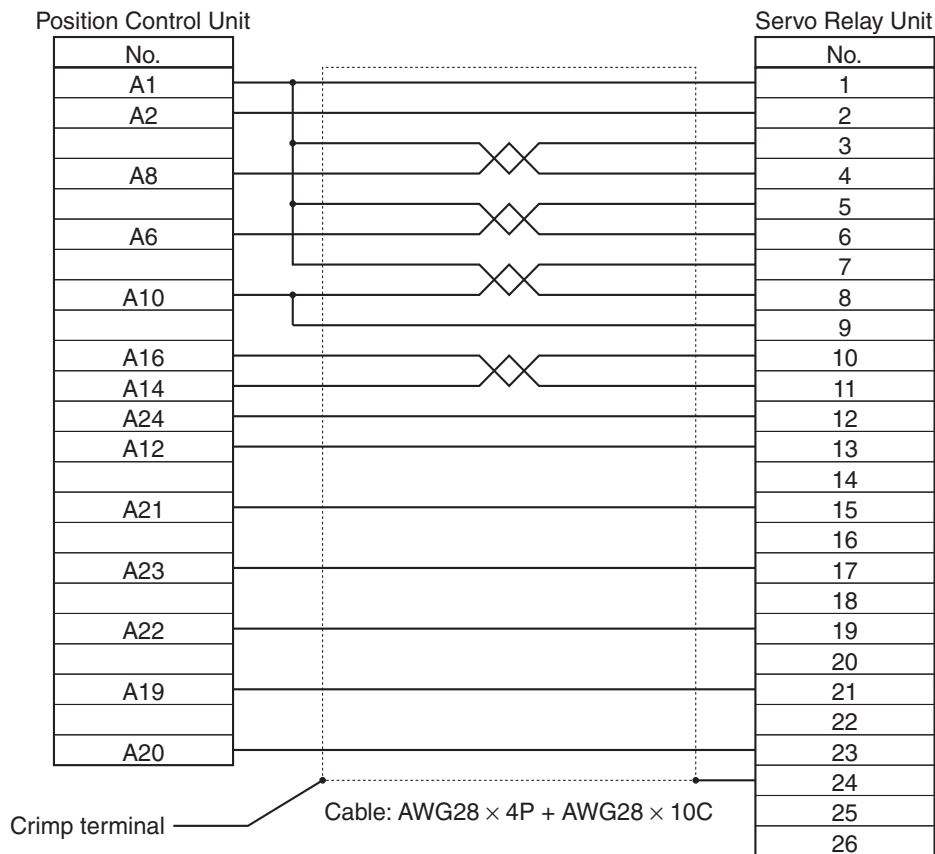 Position Control Unit
No.
A1
A2
A8
A6
A10
A16
A14
A24
A12
A21
A23
A22
A19
A20
Crimp terminal
Cable: AWG28 × 4P + AWG28 × 10C
Servo Relay Unit
No.
1
2
3
4
5
6
7
8
9
10
11
12
13
14
15
16
17
18
19
20
21
22
23
24
25
26